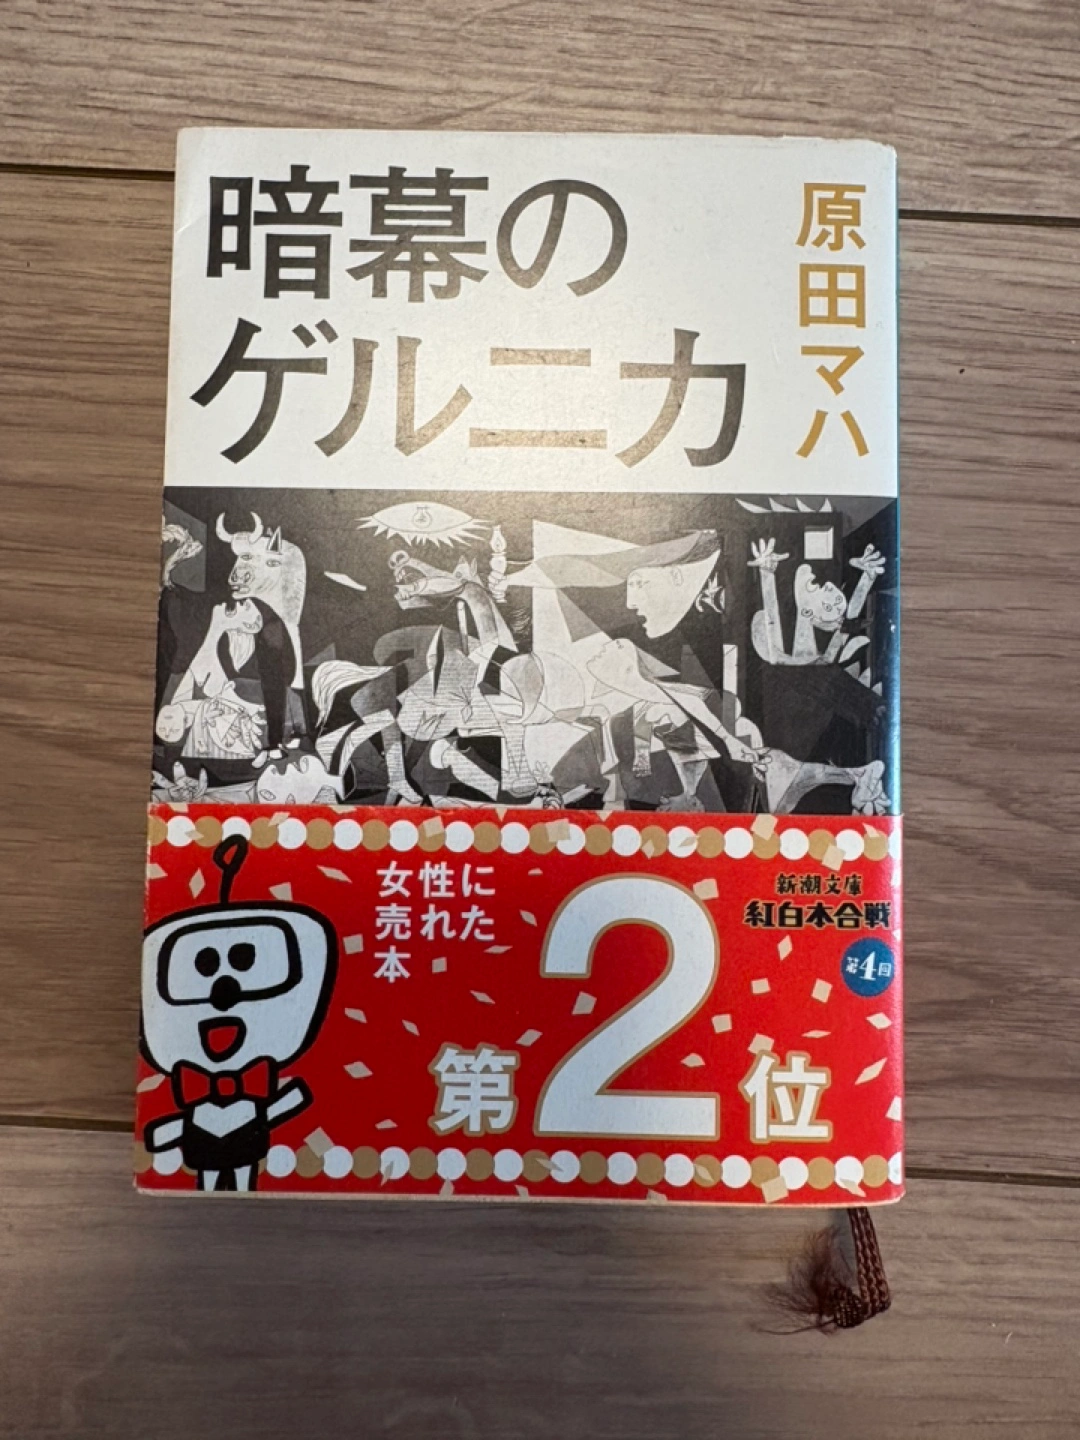 暗幕の
ゲルニカ
原田マハ
女性に
売れた
本
第2位
新潮文庫
紅白本合戦
第4回